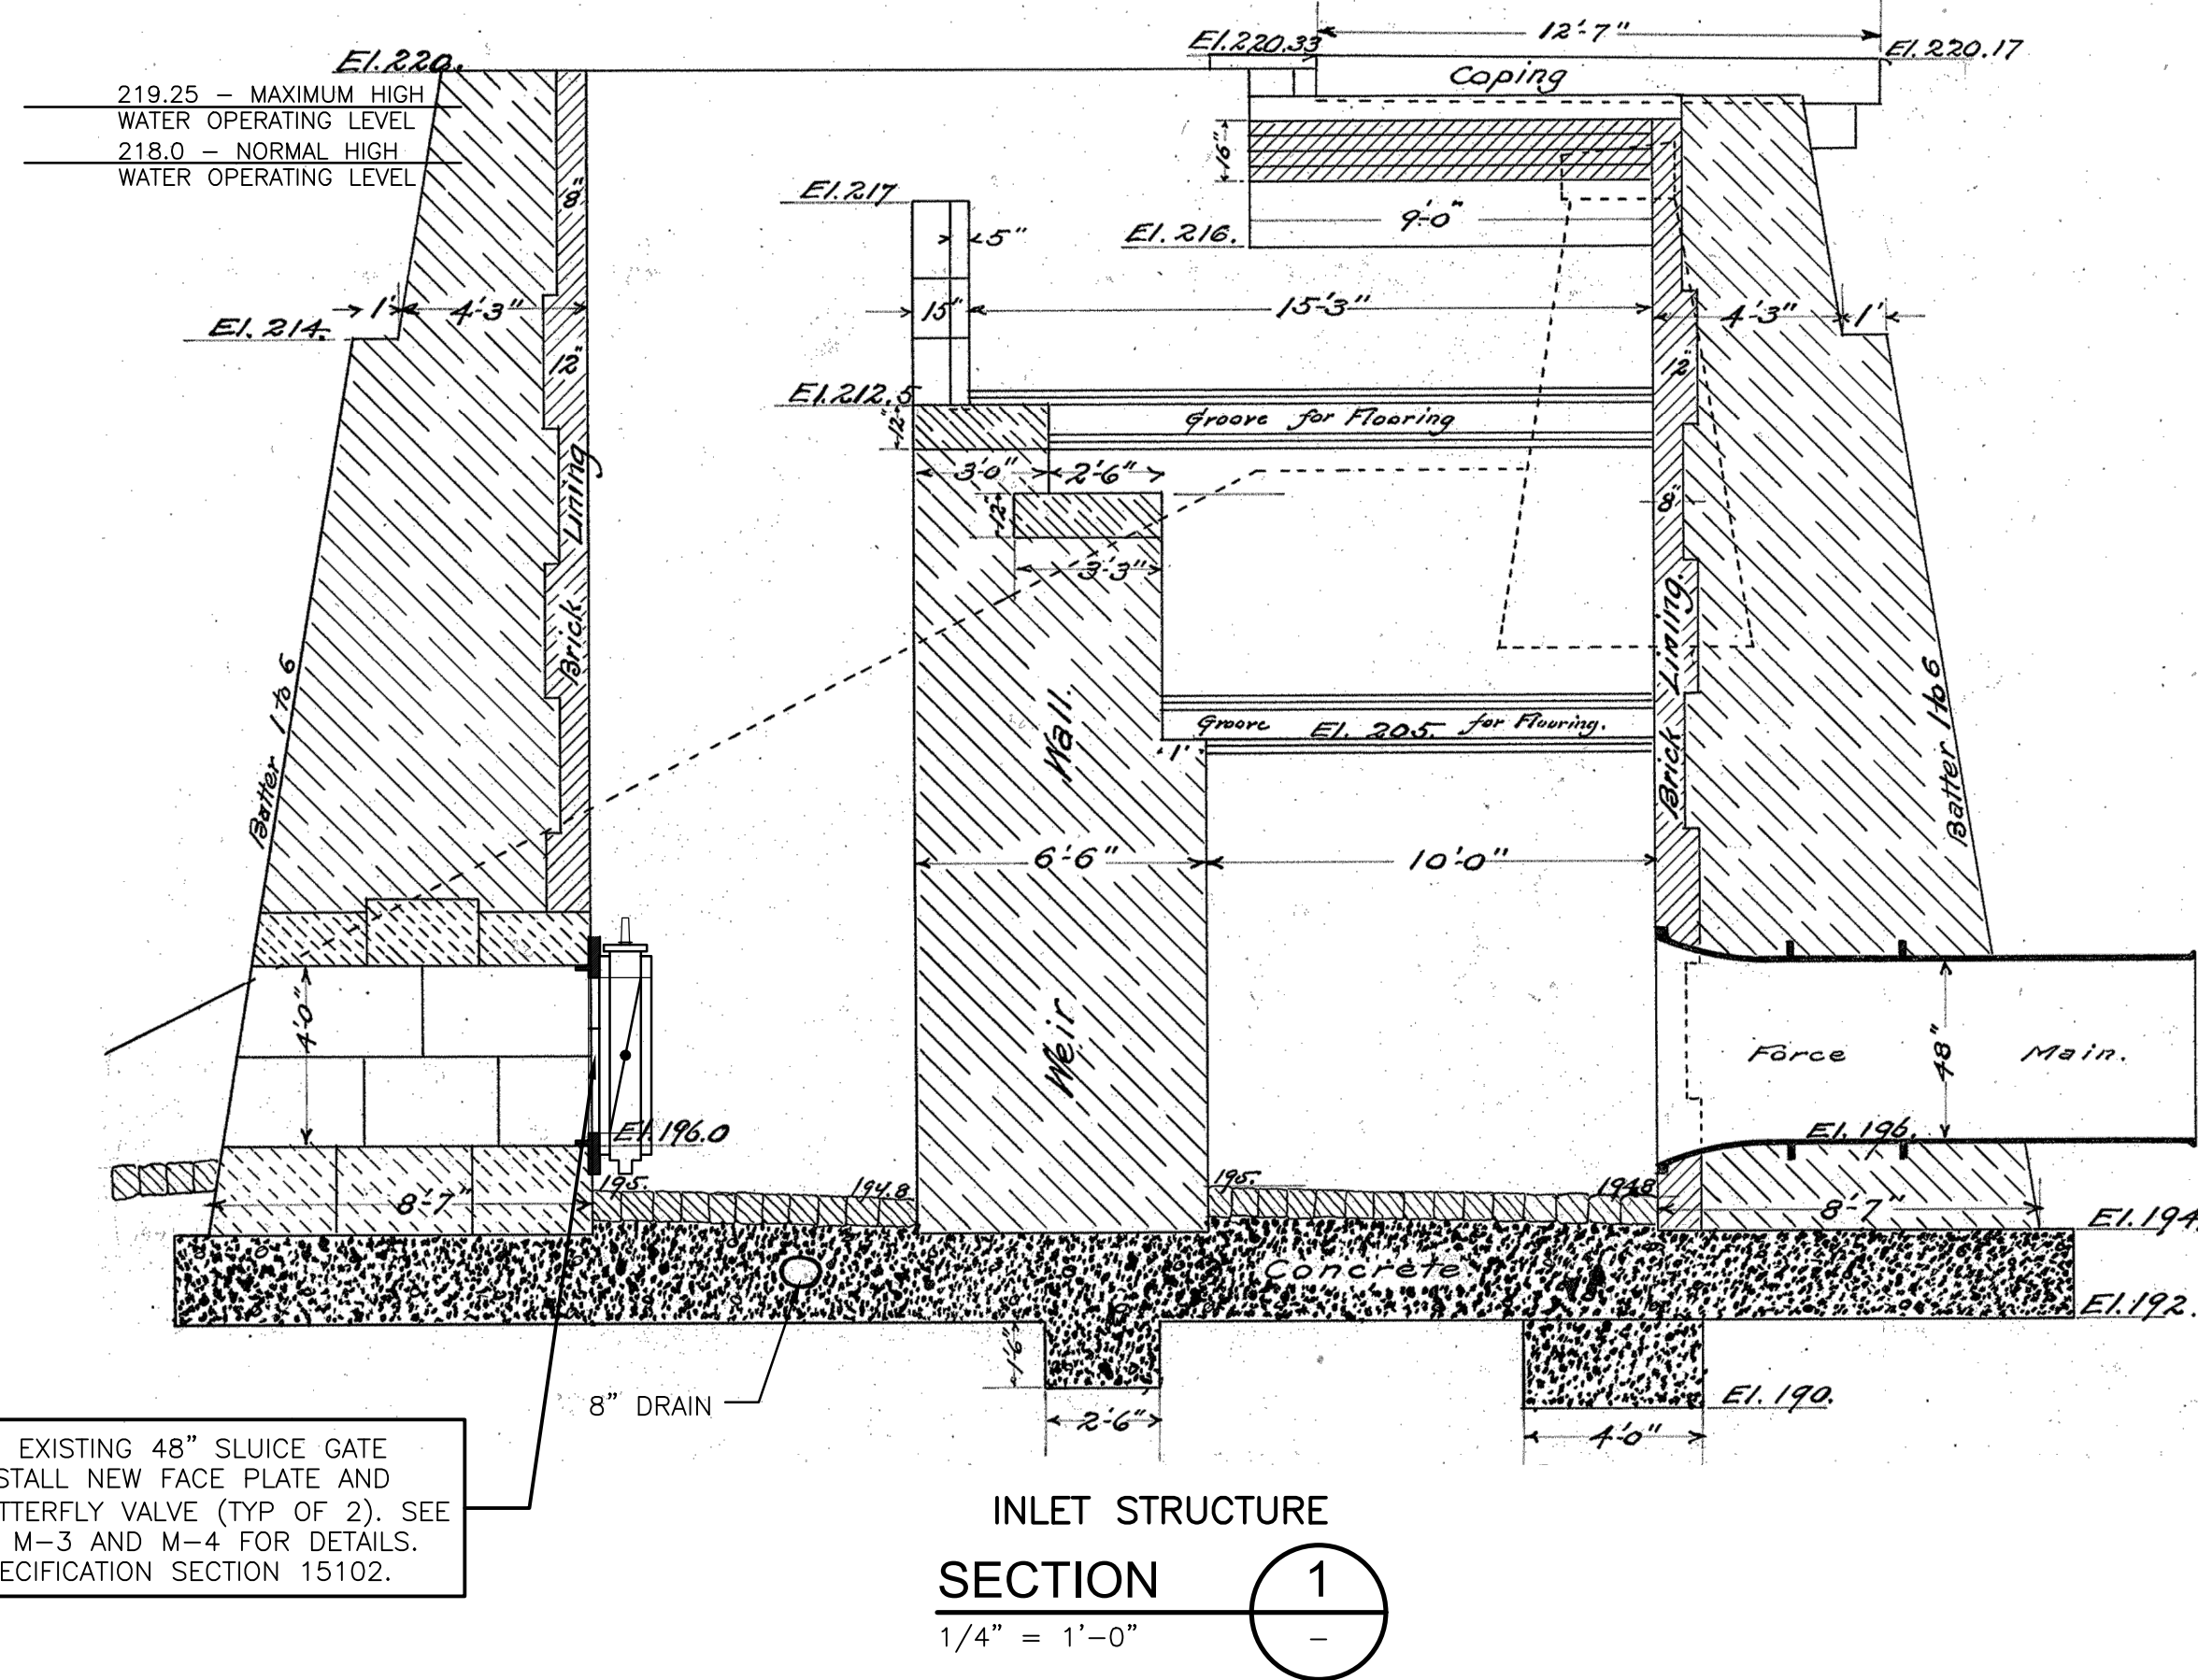 12'-7"
El.220.33
El.220.17
El.220.
Coping
219.25 – MAXIMUM HIGH
WATER OPERATING LEVEL
218.0 – NORMAL HIGH
WATER OPERATING LEVEL
16"
8"
El.217
9'-0"
5"
El. 216.
1'
4'-3"
15"
15'-3"
4'-3"
1'
El. 214.
12"
12"
El.212.5
12"
Groove for Flooring
3'-0"
2'-6"
12"
8"
3'-3"
Brick Lining
Brick Lining.
Batter 1 to 6
Batter 1 to 6
Weir Wall.
Groove El. 205. for Flooring.
1'
6'-6"
10'-0"
4'-0"
Force Main.
48"
El.196.0
El.196.
195.
194.8
195.
194.8
8'-7"
8'-7"
El.194.
Concrete
El.192.
1'-6"
8" DRAIN
2'-6"
El.190.
4'-0"
EXISTING 48" SLUICE GATE
STALL NEW FACE PLATE AND
TTERFLY VALVE (TYP OF 2). SEE
M–3 AND M–4 FOR DETAILS.
ECIFICATION SECTION 15102.
INLET STRUCTURE
SECTION
1
1/4" = 1'-0"
–